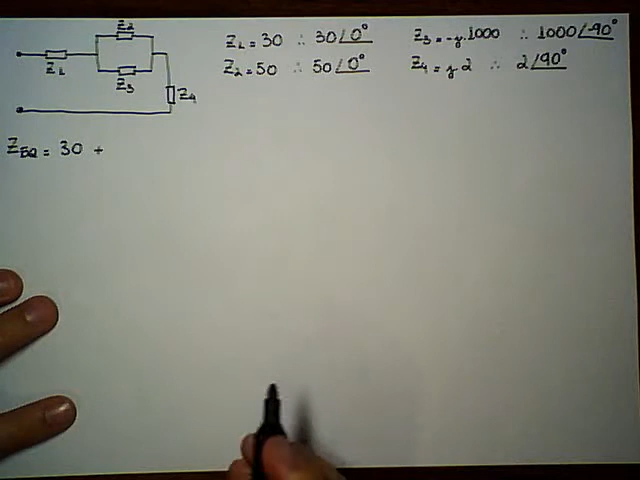 Z2
Z1
Z3
Z4
Z1 = 30 ∴ 30∠0°
Z3 = -j.1000 ∴ 1000∠-90°
Z2 = 50 ∴ 50∠0°
Z4 = j.2 ∴ 2∠90°
ZEQ = 30 +